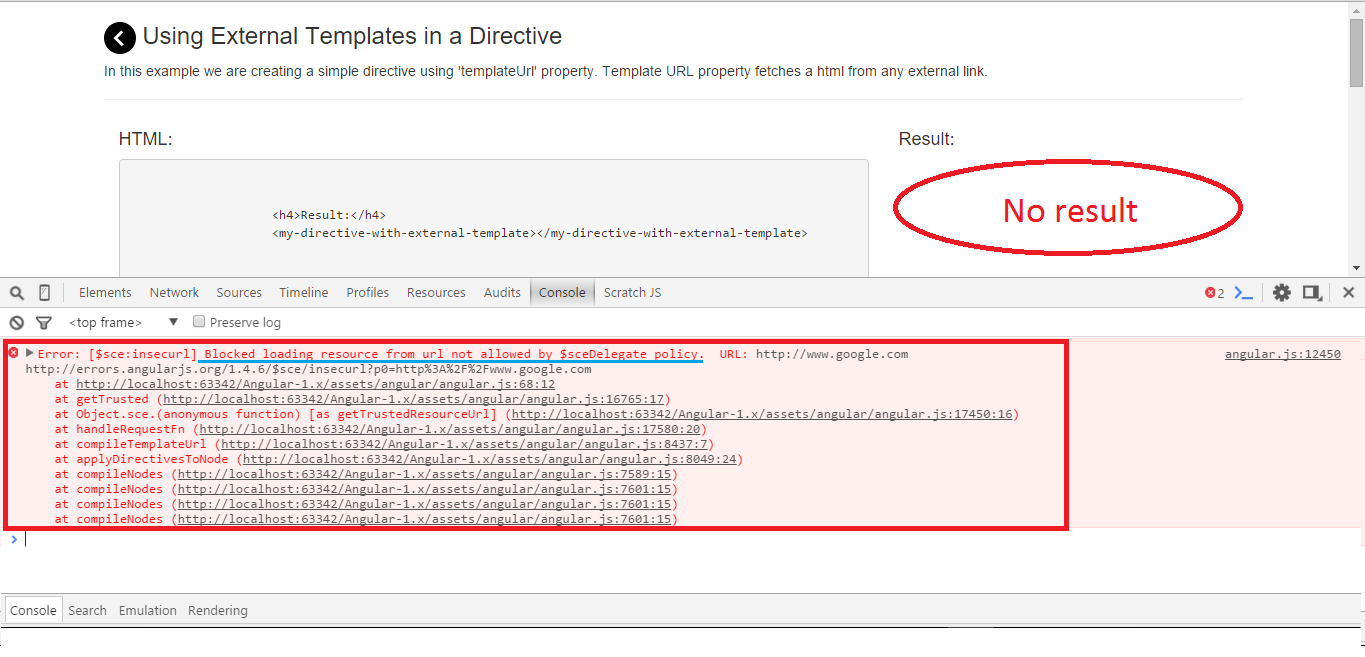 Using External Templates in a Directive
In this example we are creating a simple directive using 'templateUrl' property. Template URL property fetches a html from any external link.
HTML:
Result:
<h4>Result:</h4>
<my-directive-with-external-template></my-directive-with-external-template>
No result
Elements Network Sources Timeline Profiles Resources Audits Console Scratch JS
2
<top frame> ▼ Preserve log
Error: [$sce:insecurl] Blocked loading resource from url not allowed by $sceDelegate policy. URL: http://www.google.com angular.js:12450
http://errors.angularjs.org/1.4.6/$sce/insecurl?p0=http%3A%2F%2Fwww.google.com
at http://localhost:63342/Angular-1.x/assets/angular/angular.js:68:12
at getTrusted (http://localhost:63342/Angular-1.x/assets/angular/angular.js:16765:17)
at Object.sce.(anonymous function) [as getTrustedResourceUrl] (http://localhost:63342/Angular-1.x/assets/angular/angular.js:17450:16)
at handleRequestFn (http://localhost:63342/Angular-1.x/assets/angular/angular.js:17580:20)
at compileTemplateUrl (http://localhost:63342/Angular-1.x/assets/angular/angular.js:8437:7)
at applyDirectivesToNode (http://localhost:63342/Angular-1.x/assets/angular/angular.js:8049:24)
at compileNodes (http://localhost:63342/Angular-1.x/assets/angular/angular.js:7589:15)
at compileNodes (http://localhost:63342/Angular-1.x/assets/angular/angular.js:7601:15)
at compileNodes (http://localhost:63342/Angular-1.x/assets/angular/angular.js:7601:15)
at compileNodes (http://localhost:63342/Angular-1.x/assets/angular/angular.js:7601:15)
Console Search Emulation Rendering